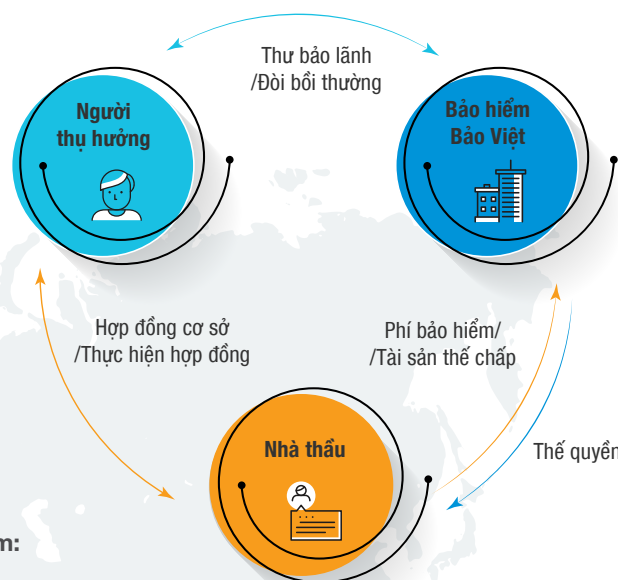 Thư bảo lãnh
/Đòi bồi thường
Người
thụ hưởng
Bảo hiểm
Bảo Việt
Hợp đồng cơ sở
/Thực hiện hợp đồng
Phí bảo hiểm/
/Tài sản thế chấp
Nhà thầu
Thế quyền